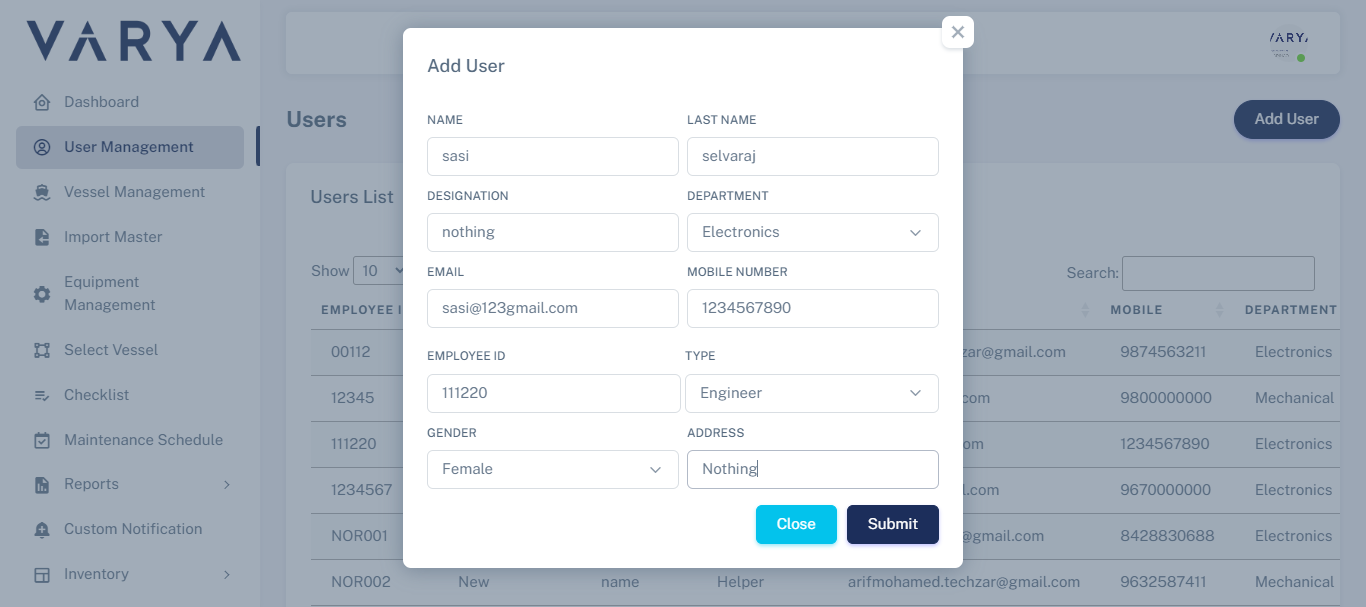 VARYA
Dashboard
User Management
Vessel Management
Import Master
Equipment
Management
Select Vessel
Checklist
Maintenance Schedule
Reports
Custom Notification
Inventory
VARYA
Users
Add User
Users List
Show 10
Search:
EMPLOYEE
MOBILE
DEPARTMENT
00112
zar@gmail.com
9874563211
Electronics
12345
com
9800000000
Mechanical
111220
om
1234567890
Electronics
1234567
l.com
9670000000
Electronics
NOR001
@gmail.com
8428830688
Electronics
NOR002
New
name
Helper
arifmohamed.techzar@gmail.com
9632587411
Mechanical
Add User
NAME
LAST NAME
sasi
selvaraj
DESIGNATION
DEPARTMENT
nothing
Electronics
EMAIL
MOBILE NUMBER
sasi@123gmail.com
1234567890
EMPLOYEE ID
TYPE
111220
Engineer
GENDER
ADDRESS
Female
Nothing
Close
Submit